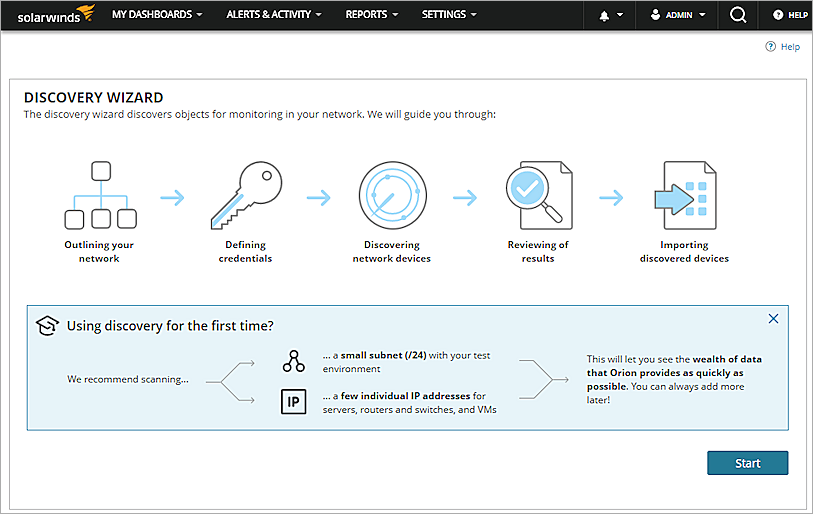 solarwinds MY DASHBOARDS ALERTS & ACTIVITY REPORTS SETTINGS ADMIN HELP
Help
DISCOVERY WIZARD
The discovery wizard discovers objects for monitoring in your network. We will guide you through:
Outlining your
network
Defining
credentials
Discovering
network devices
Reviewing of
results
Importing
discovered devices
Using discovery for the first time?
We recommend scanning...
... a small subnet (/24) with your test
environment
IP
... a few individual IP addresses for
servers, routers and switches, and VMs
This will let you see the wealth of data
that Orion provides as quickly as
possible. You can always add more
later!
Start